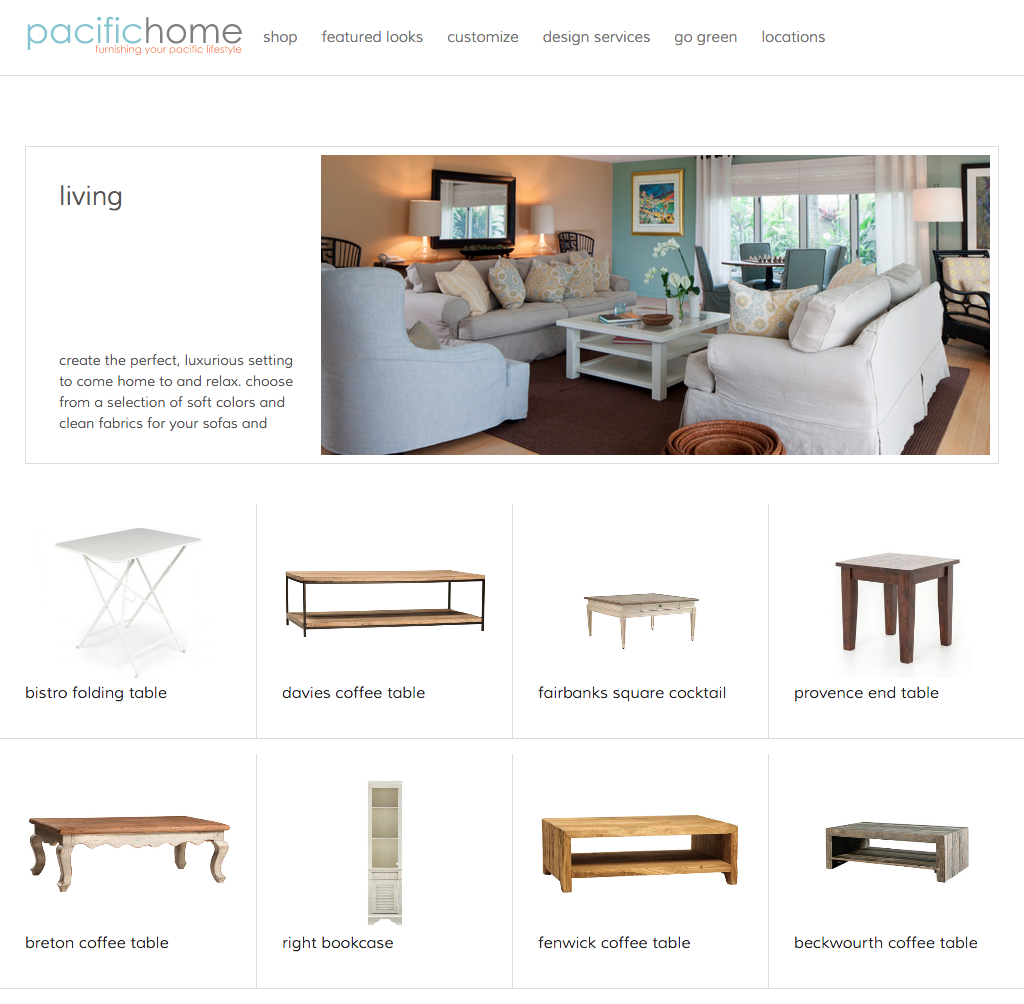 pacifichome
furnishing your pacific lifestyle
shop featured looks customize design services go green locations
living
create the perfect, luxurious setting
to come home to and relax. choose
from a selection of soft colors and
clean fabrics for your sofas and
bistro folding table
davies coffee table
fairbanks square cocktail
provence end table
breton coffee table
right bookcase
fenwick coffee table
beckwourth coffee table